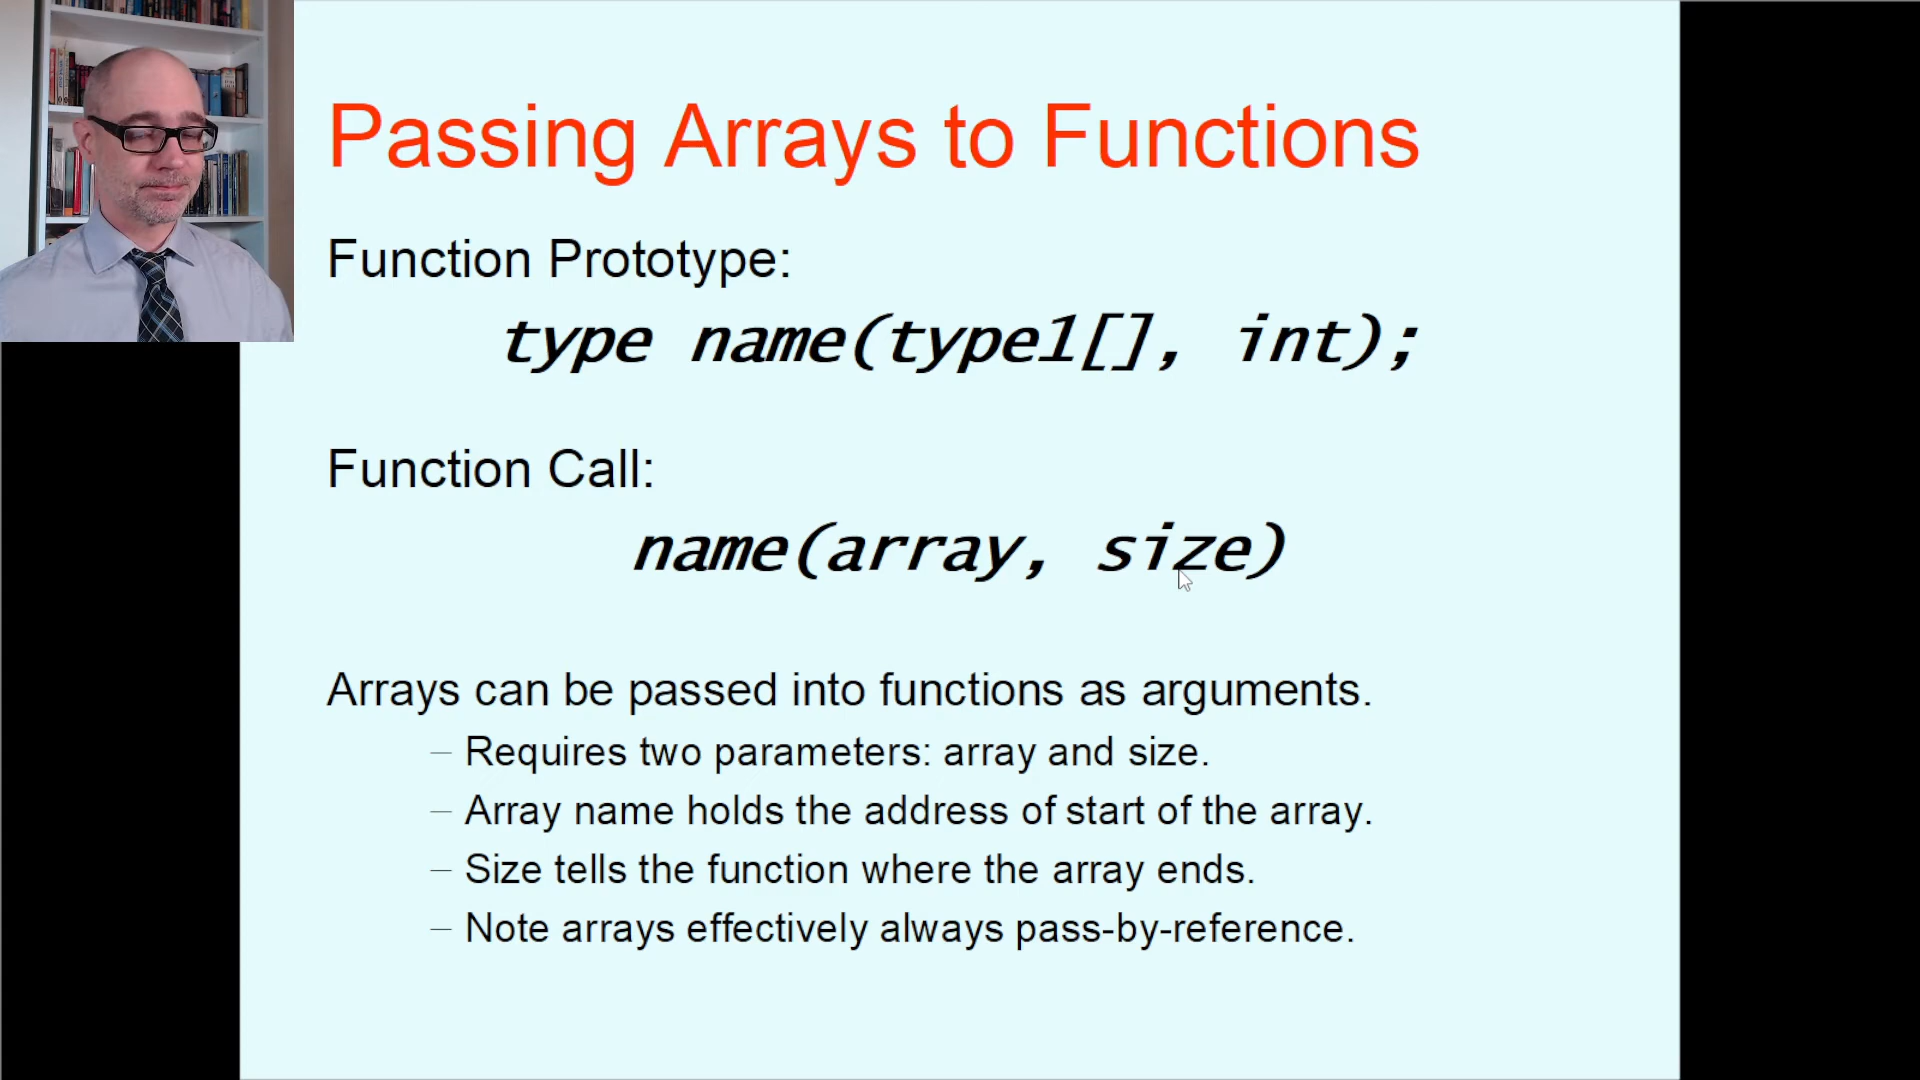 Passing Arrays to Functions
Function Prototype:
type name(type1[], int);
Function Call:
name(array, size)
Arrays can be passed into functions as arguments.
– Requires two parameters: array and size.
– Array name holds the address of start of the array.
– Size tells the function where the array ends.
– Note arrays effectively always pass-by-reference.